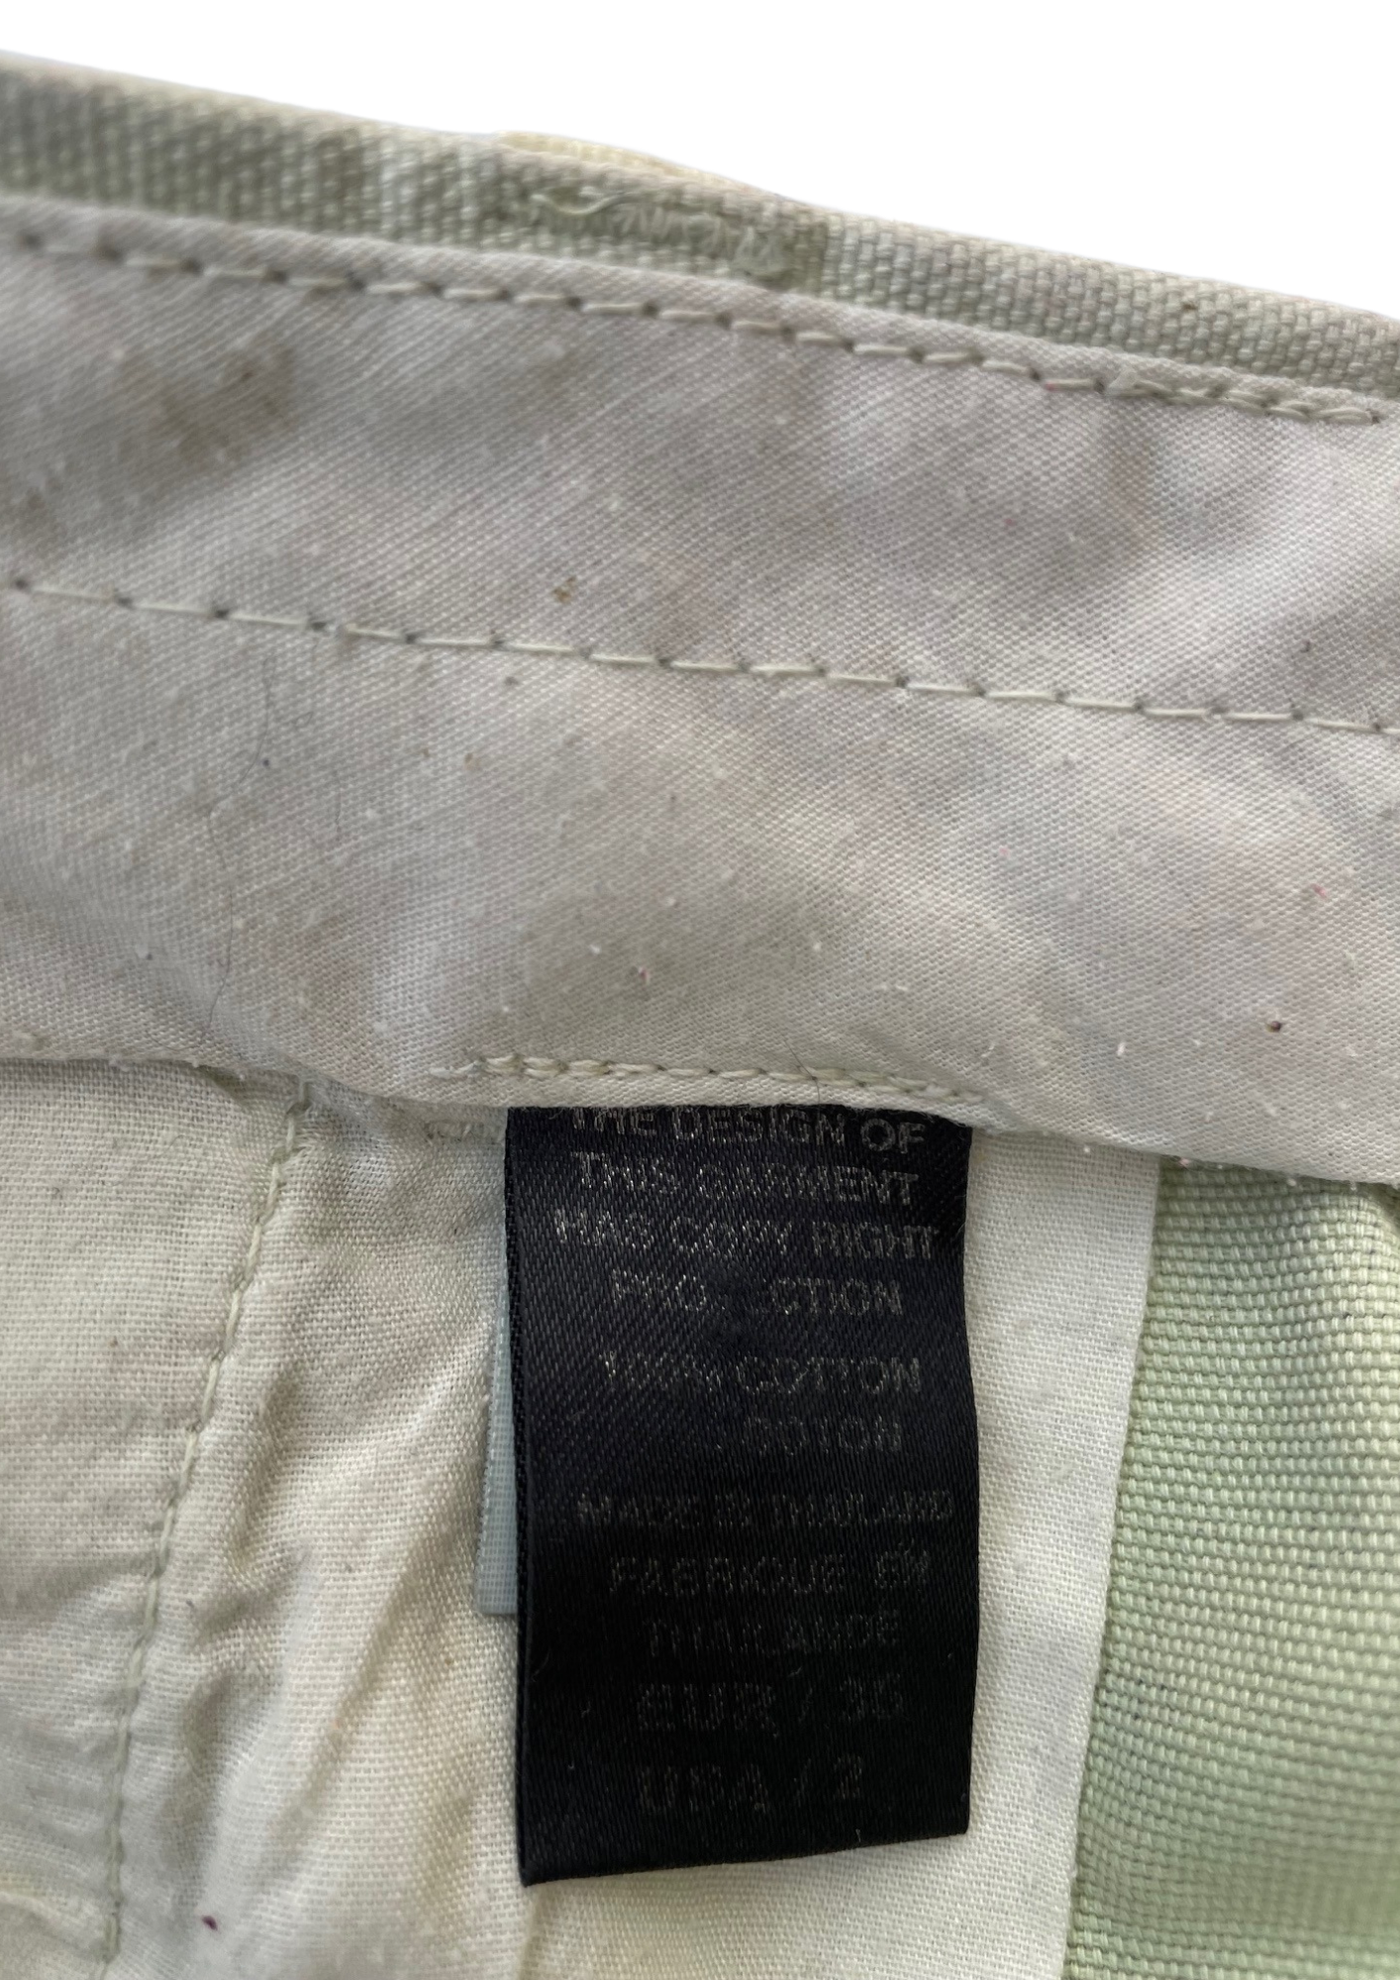 THE DESIGN OF
THIS GARMENT
HAS COPY RIGHT
PROTECTION
100% COTTON
COTON
MADE IN THAILAND
FABRIQUE EN
THAILANDE
EUR / 36
USA / 2